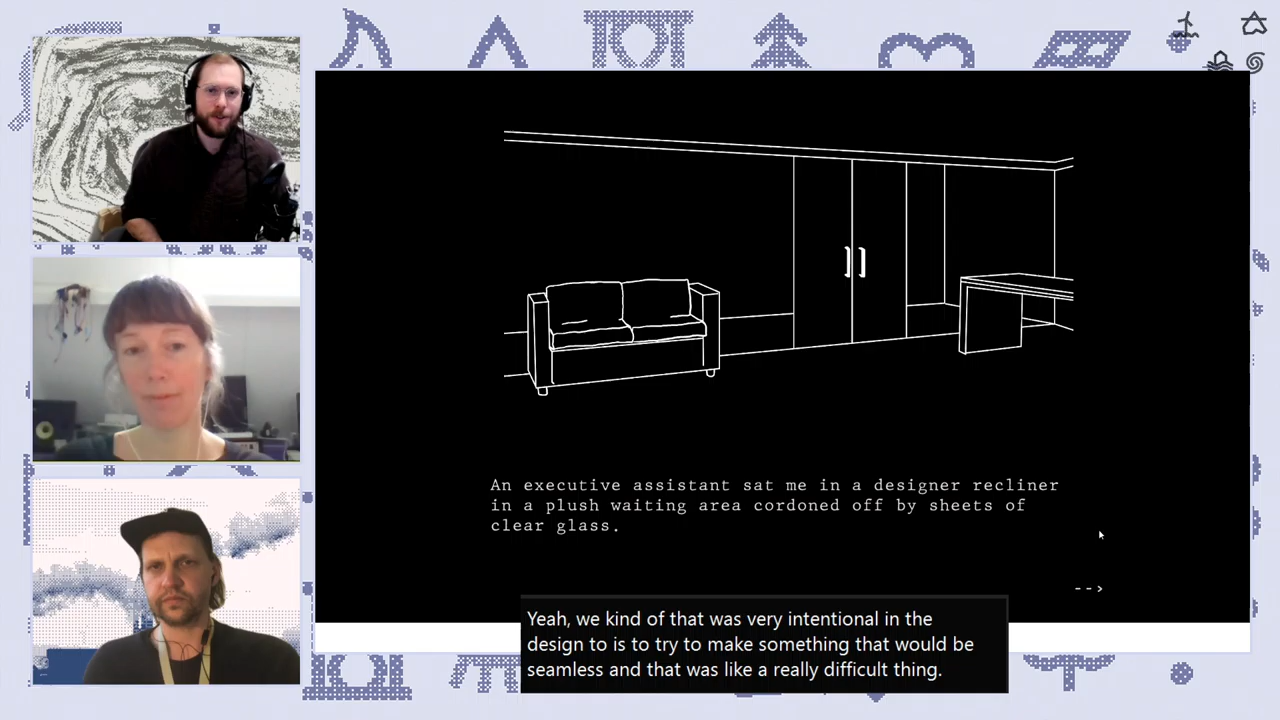 An executive assistant sat me in a designer recliner
in a plush waiting area cordoned off by sheets of
clear glass.
-->
Yeah, we kind of that was very intentional in the
design to is to try to make something that would be
seamless and that was like a really difficult thing.